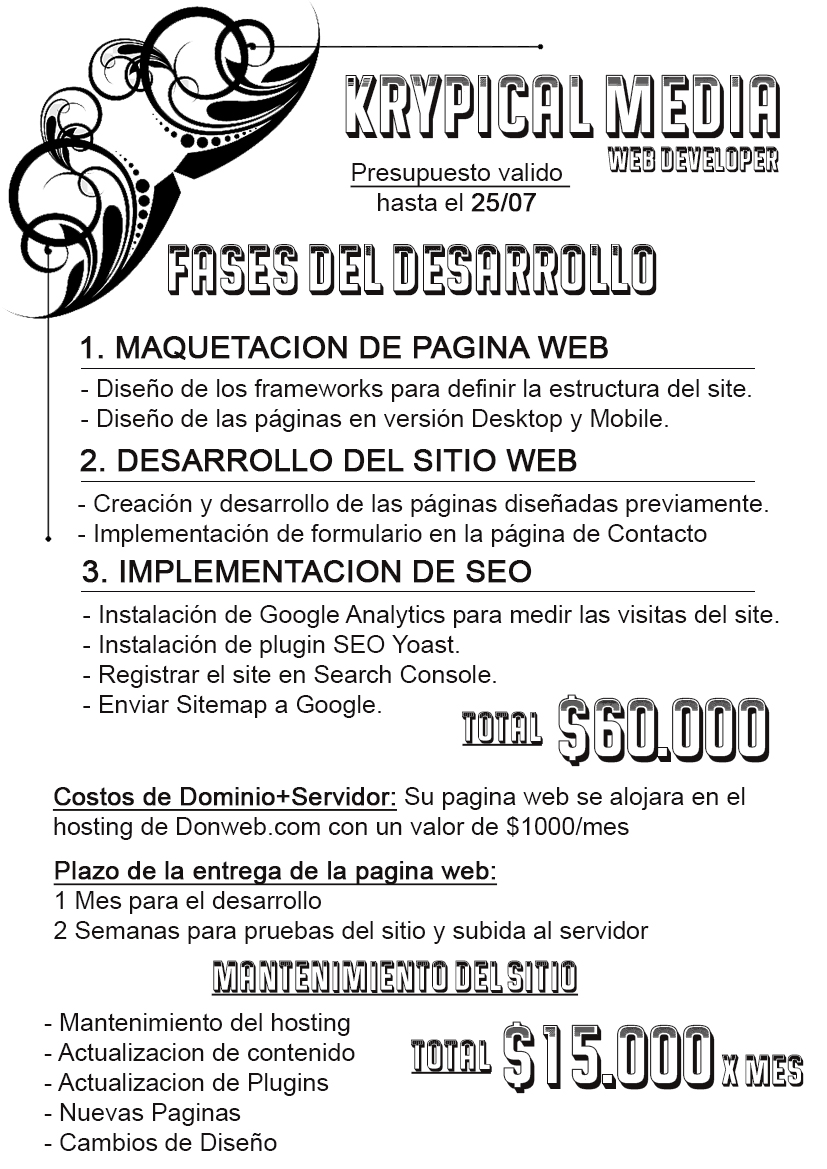 KRYPICAL MEDIA
WEB DEVELOPER
Presupuesto valido
hasta el 25/07
FASES DEL DESARROLLO
1. MAQUETACION DE PAGINA WEB
- Diseño de los frameworks para definir la estructura del site.
- Diseño de las páginas en versión Desktop y Mobile.
2. DESARROLLO DEL SITIO WEB
- Creación y desarrollo de las páginas diseñadas previamente.
- Implementación de formulario en la página de Contacto
3. IMPLEMENTACION DE SEO
- Instalación de Google Analytics para medir las visitas del site.
- Instalación de plugin SEO Yoast.
- Registrar el site en Search Console.
- Enviar Sitemap a Google.
TOTAL $60.000
Costos de Dominio+Servidor: Su pagina web se alojara en el
hosting de Donweb.com con un valor de $1000/mes
Plazo de la entrega de la pagina web:
1 Mes para el desarrollo
2 Semanas para pruebas del sitio y subida al servidor
MANTENIMIENTO DEL SITIO
- Mantenimiento del hosting
- Actualizacion de contenido
- Actualizacion de Plugins
- Nuevas Paginas
- Cambios de Diseño
TOTAL $15.000 X MES